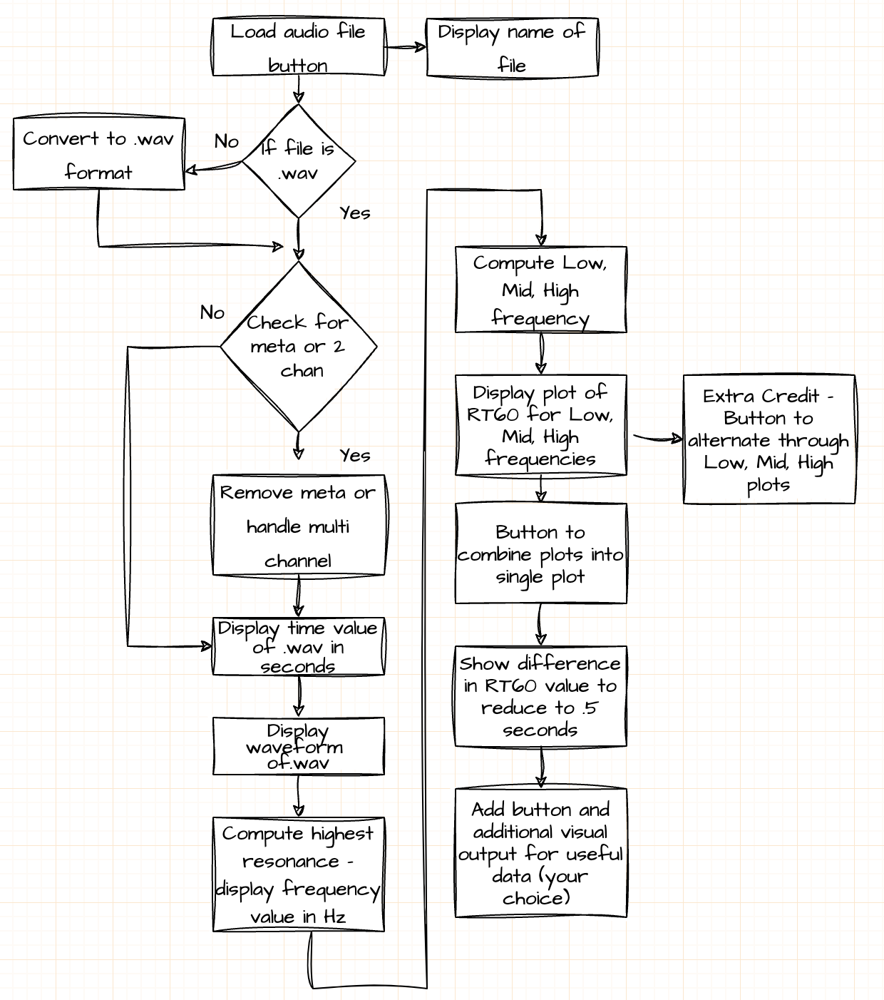 Load audio file
button
Display name of
file
Convert to .wav
format
No
If file is
.wav
Yes
No
Check for
meta or 2
chan
Yes
Remove meta or
handle multi
channel
Display time value
of .wav in
seconds
Display
waveform
of.wav
Compute highest
resonance -
display frequency
value in Hz
Compute Low,
Mid, High
frequency
Display plot of
RT60 for Low,
Mid, High
frequencies
Extra Credit -
Button to
alternate through
Low, Mid, High
plots
Button to
combine plots into
single plot
Show difference
in RT60 value to
reduce to .5
seconds
Add button and
additional visual
output for useful
data (your
choice)